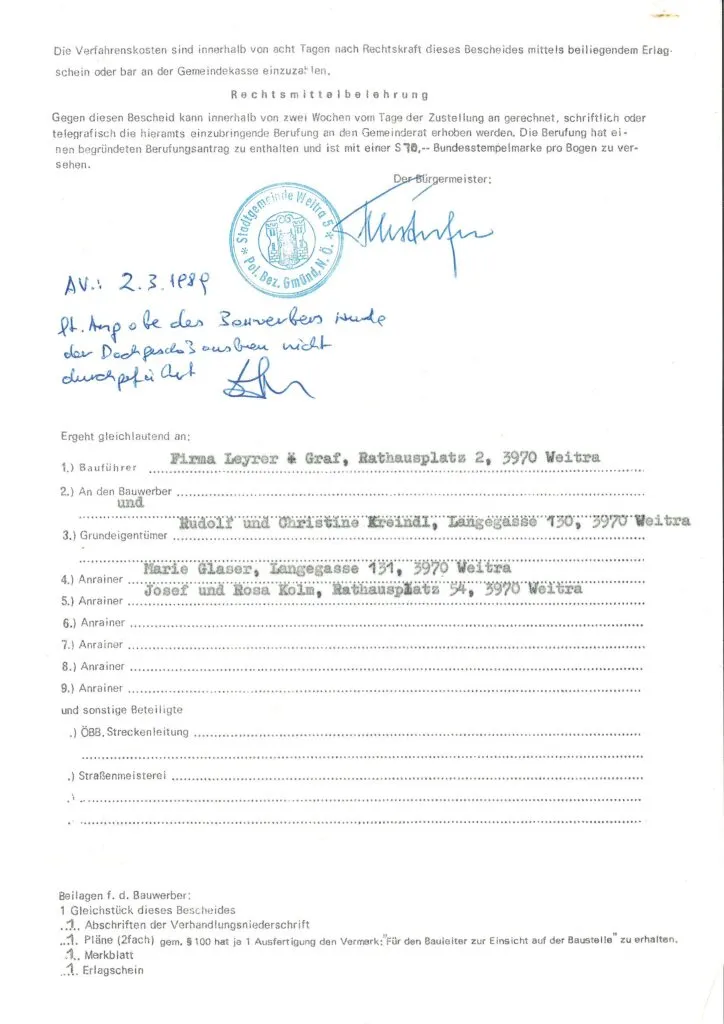 Die Verfahrenskosten sind innerhalb von acht Tagen nach Rechtskraft dieses Bescheides mittels beiliegendem Erlag-
schein oder bar an der Gemeindekasse einzuzahlen.
Rechtsmittelbelehrung
Gegen diesen Bescheid kann innerhalb von zwei Wochen vom Tage der Zustellung an gerechnet, schriftlich oder
telegrafisch die hieramts einzubringende Berufung an den Gemeinderat erhoben werden. Die Berufung hat ei-
nen begründeten Berufungsantrag zu enthalten und ist mit einer S 70,-- Bundesstempelmarke pro Bogen zu ver-
sehen.
Der Bürgermeister:
* Stadtgemeinde Weitra 5 *
Pol. Bez. Gmünd, N. Ö.
AV.: 2.3.1989
lt. Angabe des Bauwerbers wurde
der Dachgeschoßausbau nicht
durchgeführt
Ergeht gleichlautend an:
1.) Bauführer Firma Leyrer & Graf, Rathausplatz 2, 3970 Weitra
2.) An den Bauwerber
und
3.) Grundeigentümer Rudolf und Christine Kreindl, Langegasse 130, 3970 Weitra
4.) Anrainer Marie Glaser, Langegasse 131, 3970 Weitra
5.) Anrainer Josef und Rosa Kolm, Rathausplatz 54, 3970 Weitra
6.) Anrainer
7.) Anrainer
8.) Anrainer
9.) Anrainer
und sonstige Beteiligte
.) ÖBB. Streckenleitung
.) Straßenmeisterei
Beilagen f. d. Bauwerber:
1 Gleichstück dieses Bescheides
.1. Abschriften der Verhandlungsniederschrift
.1. Pläne (2fach) gem. § 100 hat je 1 Ausfertigung den Vermerk: "Für den Bauleiter zur Einsicht auf der Baustelle" zu erhalten.
.1. Merkblatt
.1. Erlagschein